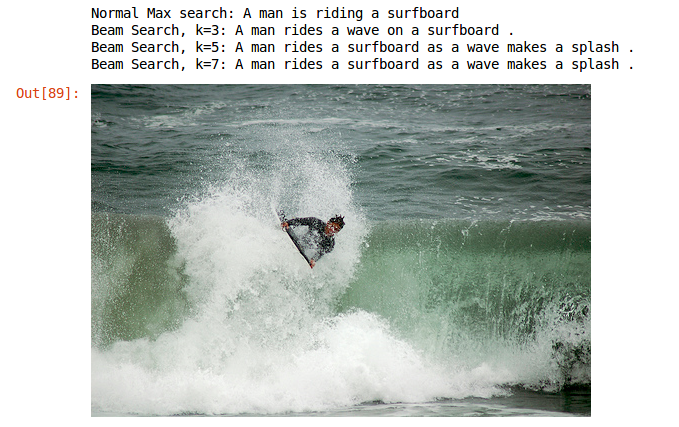 Normal Max search: A man is riding a surfboard
Beam Search, k=3: A man rides a wave on a surfboard .
Beam Search, k=5: A man rides a surfboard as a wave makes a splash .
Beam Search, k=7: A man rides a surfboard as a wave makes a splash .
Out[89]: